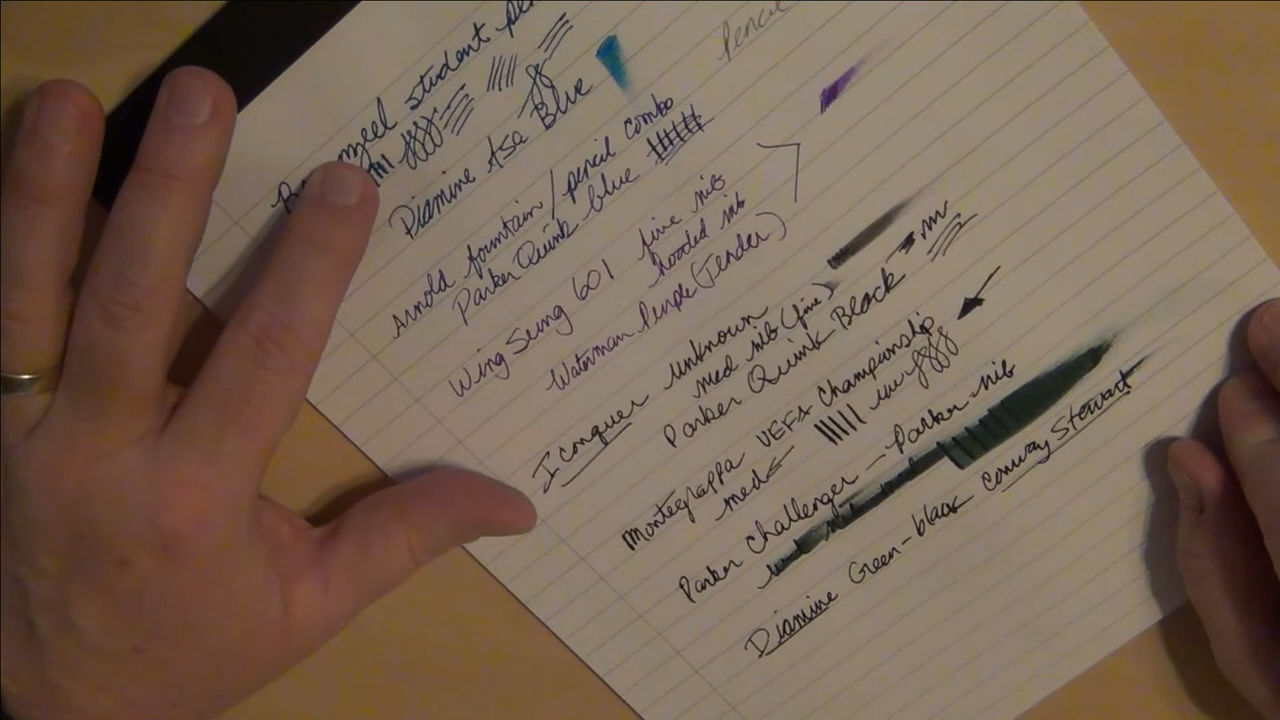 student
Diamine Asa Blue
Pencil
Arnold fountain/pencil combo
Parker Quink blue
Wing Sung 601 fine nib
hooded nib
Waterman Purple (Tender)
Iconquer unknown
med nib (fine)
Parker Quink Black
Montegrappa UEFA Championship
med
Parker Challenger - Parker nib
Diamine Green-black Conway Stewart